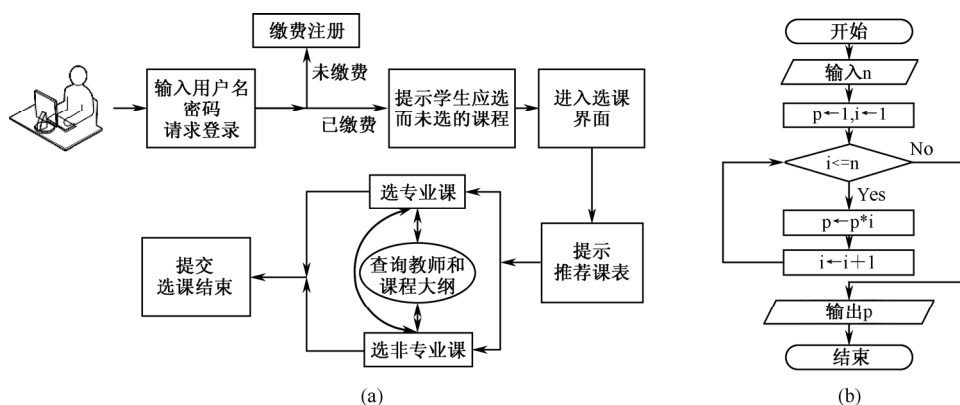 缴费注册
未缴费
输入用户名
密码
请求登录
已缴费
提示学生应选
而未选的课程
进入选课
界面
选专业课
提交
选课结束
查询教师和
课程大纲
提示
推荐课表
选非专业课
(a)
开始
输入n
p←1,i←1
i<=n
No
Yes
p←p*i
i←i+1
输出p
结束
(b)